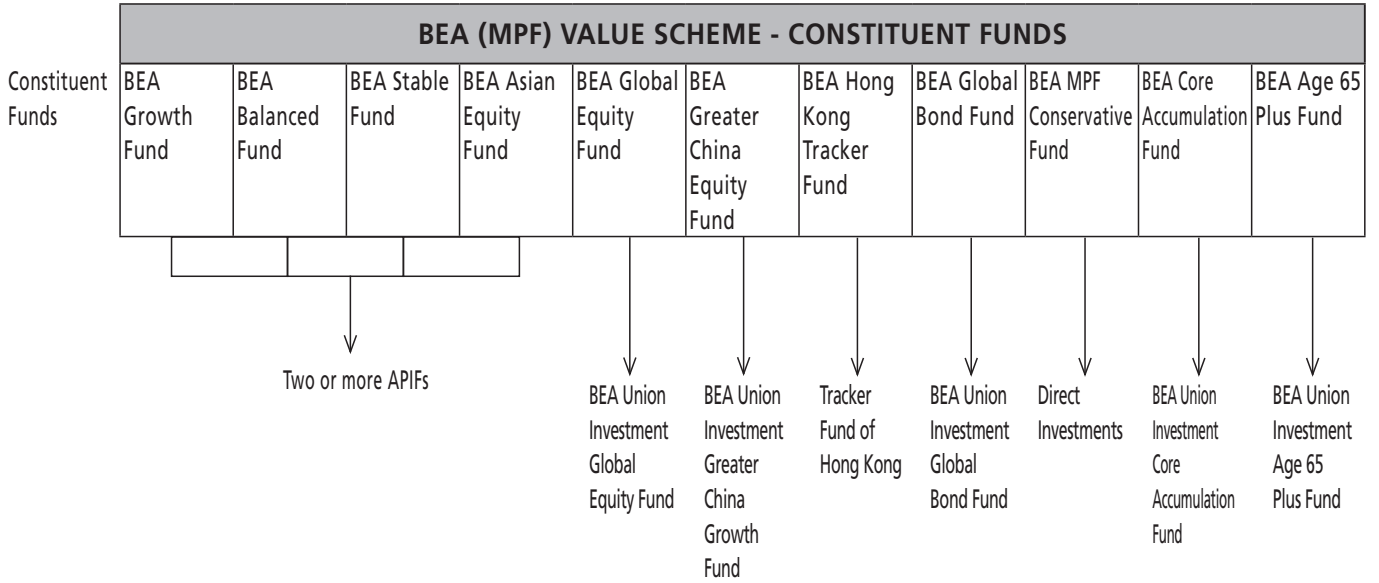 BEA (MPF) VALUE SCHEME - CONSTITUENT FUNDS
Constituent
Funds
BEA
Growth
Fund
BEA
Balanced
Fund
BEA Stable
Fund
BEA Asian
Equity
Fund
BEA Global
Equity
Fund
BEA
Greater
China
Equity
Fund
BEA Hong
Kong
Tracker
Fund
BEA Global
Bond Fund
BEA MPF
Conservative
Fund
BEA Core
Accumulation
Fund
BEA Age 65
Plus Fund
Two or more APIFs
BEA Union
Investment
Global
Equity Fund
BEA Union
Investment
Greater
China
Growth
Fund
Tracker
Fund of
Hong Kong
BEA Union
Investment
Global
Bond Fund
Direct
Investments
BEA Union
Investment
Core
Accumulation
Fund
BEA Union
Investment
Age 65
Plus Fund